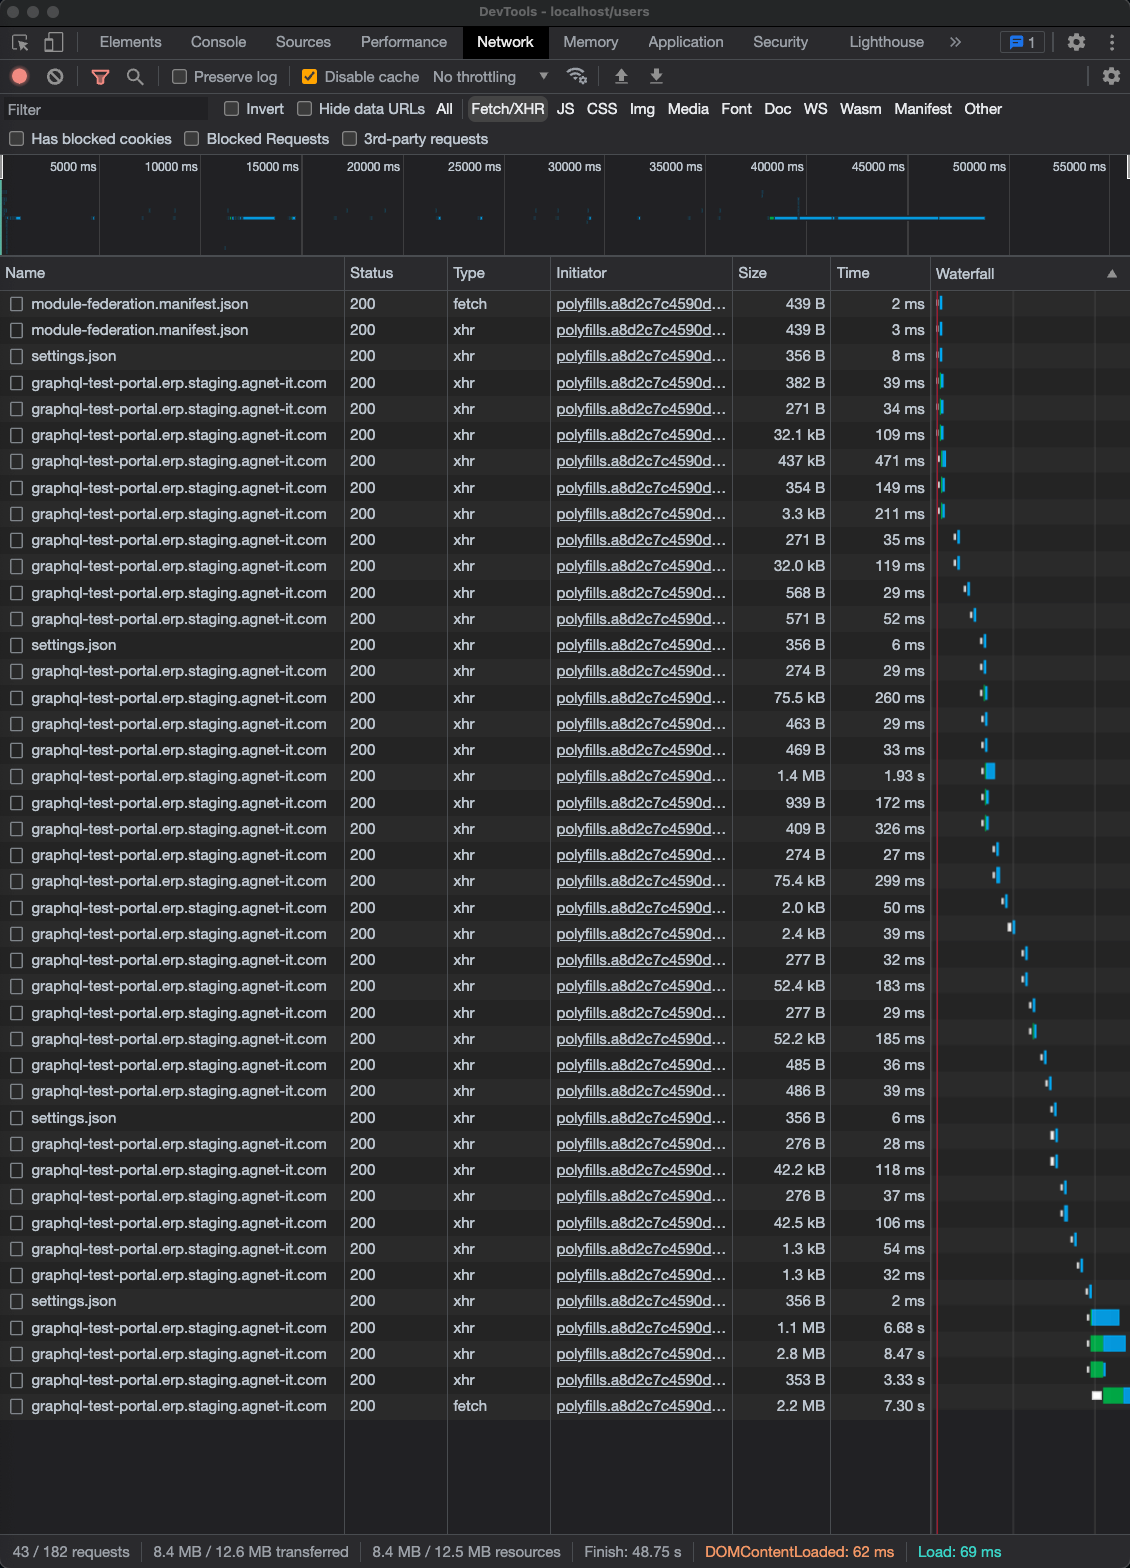 DevTools - localhost/users
Elements Console Sources Performance Network Memory Application Security Lighthouse » 1
Preserve log Disable cache No throttling
Filter Invert Hide data URLs All Fetch/XHR JS CSS Img Media Font Doc WS Wasm Manifest Other
Has blocked cookies Blocked Requests 3rd-party requests
5000 ms 10000 ms 15000 ms 20000 ms 25000 ms 30000 ms 35000 ms 40000 ms 45000 ms 50000 ms 55000 ms
Name Status Type Initiator Size Time Waterfall
module-federation.manifest.json 200 fetch polyfills.a8d2c7c4590d… 439 B 2 ms
module-federation.manifest.json 200 xhr polyfills.a8d2c7c4590d… 439 B 3 ms
settings.json 200 xhr polyfills.a8d2c7c4590d… 356 B 8 ms
graphql-test-portal.erp.staging.agnet-it.com 200 xhr polyfills.a8d2c7c4590d… 382 B 39 ms
graphql-test-portal.erp.staging.agnet-it.com 200 xhr polyfills.a8d2c7c4590d… 271 B 34 ms
graphql-test-portal.erp.staging.agnet-it.com 200 xhr polyfills.a8d2c7c4590d… 32.1 kB 109 ms
graphql-test-portal.erp.staging.agnet-it.com 200 xhr polyfills.a8d2c7c4590d… 437 kB 471 ms
graphql-test-portal.erp.staging.agnet-it.com 200 xhr polyfills.a8d2c7c4590d… 354 B 149 ms
graphql-test-portal.erp.staging.agnet-it.com 200 xhr polyfills.a8d2c7c4590d… 3.3 kB 211 ms
graphql-test-portal.erp.staging.agnet-it.com 200 xhr polyfills.a8d2c7c4590d… 271 B 35 ms
graphql-test-portal.erp.staging.agnet-it.com 200 xhr polyfills.a8d2c7c4590d… 32.0 kB 119 ms
graphql-test-portal.erp.staging.agnet-it.com 200 xhr polyfills.a8d2c7c4590d… 568 B 29 ms
graphql-test-portal.erp.staging.agnet-it.com 200 xhr polyfills.a8d2c7c4590d… 571 B 52 ms
settings.json 200 xhr polyfills.a8d2c7c4590d… 356 B 6 ms
graphql-test-portal.erp.staging.agnet-it.com 200 xhr polyfills.a8d2c7c4590d… 274 B 29 ms
graphql-test-portal.erp.staging.agnet-it.com 200 xhr polyfills.a8d2c7c4590d… 75.5 kB 260 ms
graphql-test-portal.erp.staging.agnet-it.com 200 xhr polyfills.a8d2c7c4590d… 463 B 29 ms
graphql-test-portal.erp.staging.agnet-it.com 200 xhr polyfills.a8d2c7c4590d… 469 B 33 ms
graphql-test-portal.erp.staging.agnet-it.com 200 xhr polyfills.a8d2c7c4590d… 1.4 MB 1.93 s
graphql-test-portal.erp.staging.agnet-it.com 200 xhr polyfills.a8d2c7c4590d… 939 B 172 ms
graphql-test-portal.erp.staging.agnet-it.com 200 xhr polyfills.a8d2c7c4590d… 409 B 326 ms
graphql-test-portal.erp.staging.agnet-it.com 200 xhr polyfills.a8d2c7c4590d… 274 B 27 ms
graphql-test-portal.erp.staging.agnet-it.com 200 xhr polyfills.a8d2c7c4590d… 75.4 kB 299 ms
graphql-test-portal.erp.staging.agnet-it.com 200 xhr polyfills.a8d2c7c4590d… 2.0 kB 50 ms
graphql-test-portal.erp.staging.agnet-it.com 200 xhr polyfills.a8d2c7c4590d… 2.4 kB 39 ms
graphql-test-portal.erp.staging.agnet-it.com 200 xhr polyfills.a8d2c7c4590d… 277 B 32 ms
graphql-test-portal.erp.staging.agnet-it.com 200 xhr polyfills.a8d2c7c4590d… 52.4 kB 183 ms
graphql-test-portal.erp.staging.agnet-it.com 200 xhr polyfills.a8d2c7c4590d… 277 B 29 ms
graphql-test-portal.erp.staging.agnet-it.com 200 xhr polyfills.a8d2c7c4590d… 52.2 kB 185 ms
graphql-test-portal.erp.staging.agnet-it.com 200 xhr polyfills.a8d2c7c4590d… 485 B 36 ms
graphql-test-portal.erp.staging.agnet-it.com 200 xhr polyfills.a8d2c7c4590d… 486 B 39 ms
settings.json 200 xhr polyfills.a8d2c7c4590d… 356 B 6 ms
graphql-test-portal.erp.staging.agnet-it.com 200 xhr polyfills.a8d2c7c4590d… 276 B 28 ms
graphql-test-portal.erp.staging.agnet-it.com 200 xhr polyfills.a8d2c7c4590d… 42.2 kB 118 ms
graphql-test-portal.erp.staging.agnet-it.com 200 xhr polyfills.a8d2c7c4590d… 276 B 37 ms
graphql-test-portal.erp.staging.agnet-it.com 200 xhr polyfills.a8d2c7c4590d… 42.5 kB 106 ms
graphql-test-portal.erp.staging.agnet-it.com 200 xhr polyfills.a8d2c7c4590d… 1.3 kB 54 ms
graphql-test-portal.erp.staging.agnet-it.com 200 xhr polyfills.a8d2c7c4590d… 1.3 kB 32 ms
settings.json 200 xhr polyfills.a8d2c7c4590d… 356 B 2 ms
graphql-test-portal.erp.staging.agnet-it.com 200 xhr polyfills.a8d2c7c4590d… 1.1 MB 6.68 s
graphql-test-portal.erp.staging.agnet-it.com 200 xhr polyfills.a8d2c7c4590d… 2.8 MB 8.47 s
graphql-test-portal.erp.staging.agnet-it.com 200 xhr polyfills.a8d2c7c4590d… 353 B 3.33 s
graphql-test-portal.erp.staging.agnet-it.com 200 fetch polyfills.a8d2c7c4590d… 2.2 MB 7.30 s
43 / 182 requests 8.4 MB / 12.6 MB transferred 8.4 MB / 12.5 MB resources Finish: 48.75 s DOMContentLoaded: 62 ms Load: 69 ms